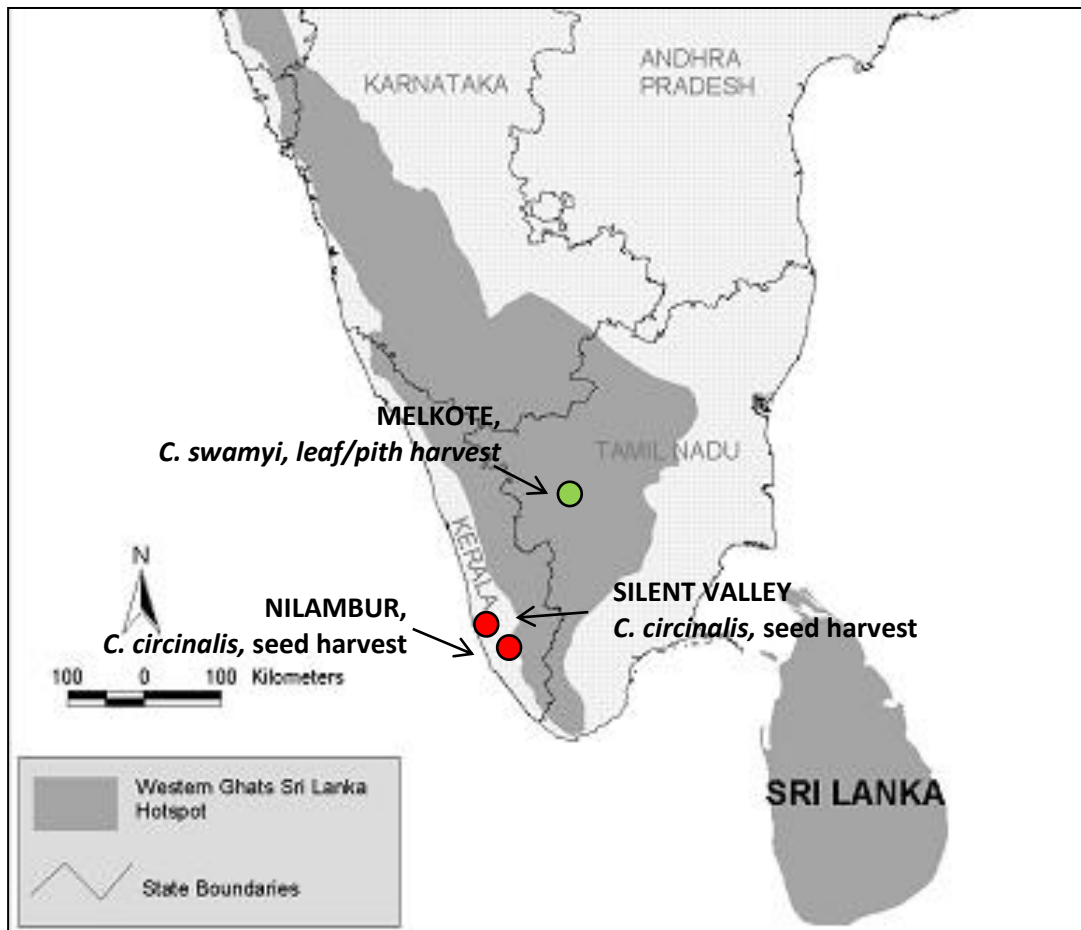 KARNATAKA
ANDHRA
PRADESH
MELKOTE,
C. swamyi, leaf/pith harvest
TAMIL NADU
KERALA
N
NILAMBUR,
C. circinalis, seed harvest
SILENT VALLEY
C. circinalis, seed harvest
100 0 100 Kilometers
Western Ghats Sri Lanka
Hotspot
State Boundaries
SRI LANKA